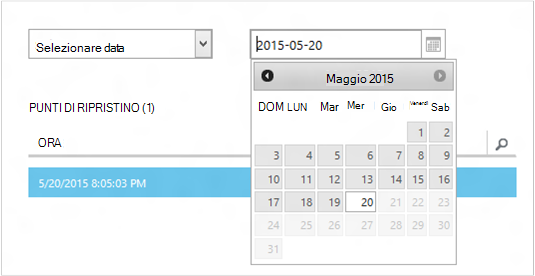 Selezionare data
2015-05-20
Maggio 2015
DOM LUN Mar Mer Gio Venerdì Sab
1 2
PUNTI DI RIPRISTINO (1)
ORA
3 4 5 6 7 8 9
10 11 12 13 14 15 16
5/20/2015 8:05:03 PM
17 18 19 20 21 22 23
24 25 26 27 28 29 30
31